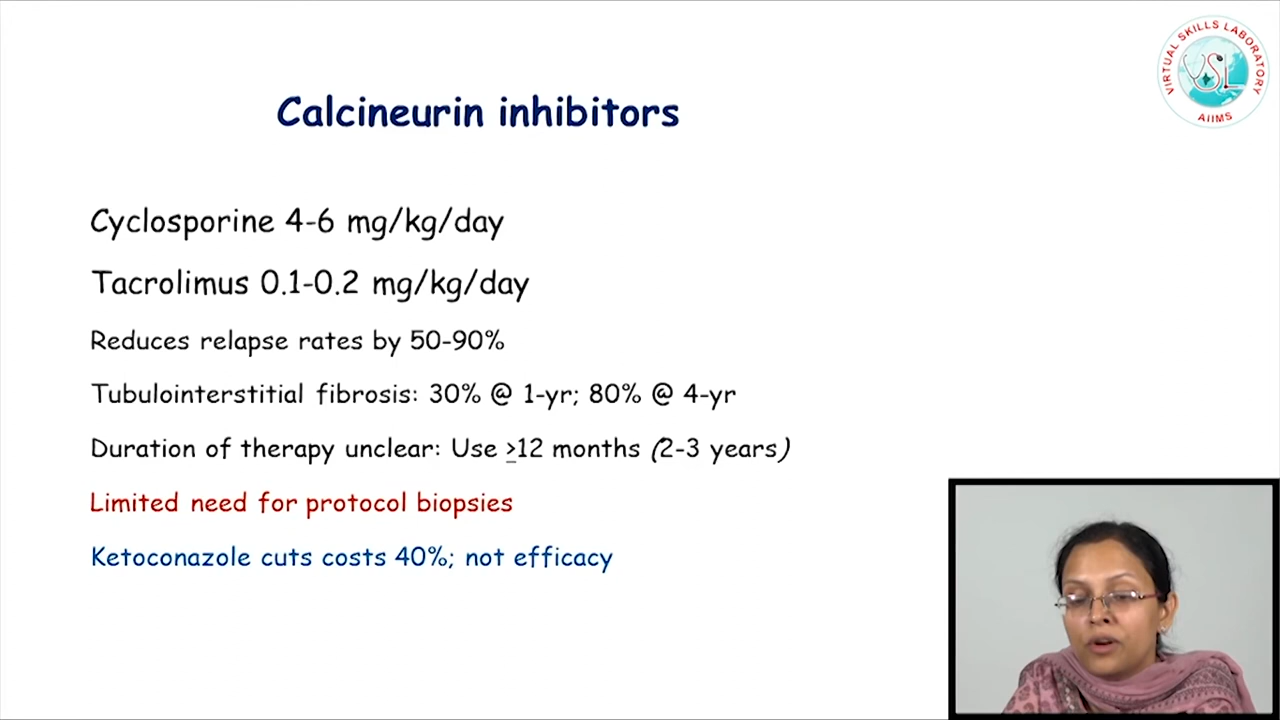 VIRTUAL SKILLS LABORATORY
VSL
AIIMS
Calcineurin inhibitors
Cyclosporine 4-6 mg/kg/day
Tacrolimus 0.1-0.2 mg/kg/day
Reduces relapse rates by 50-90%
Tubulointerstitial fibrosis: 30% @ 1-yr; 80% @ 4-yr
Duration of therapy unclear: Use ≥12 months (2-3 years)
Limited need for protocol biopsies
Ketoconazole cuts costs 40%; not efficacy